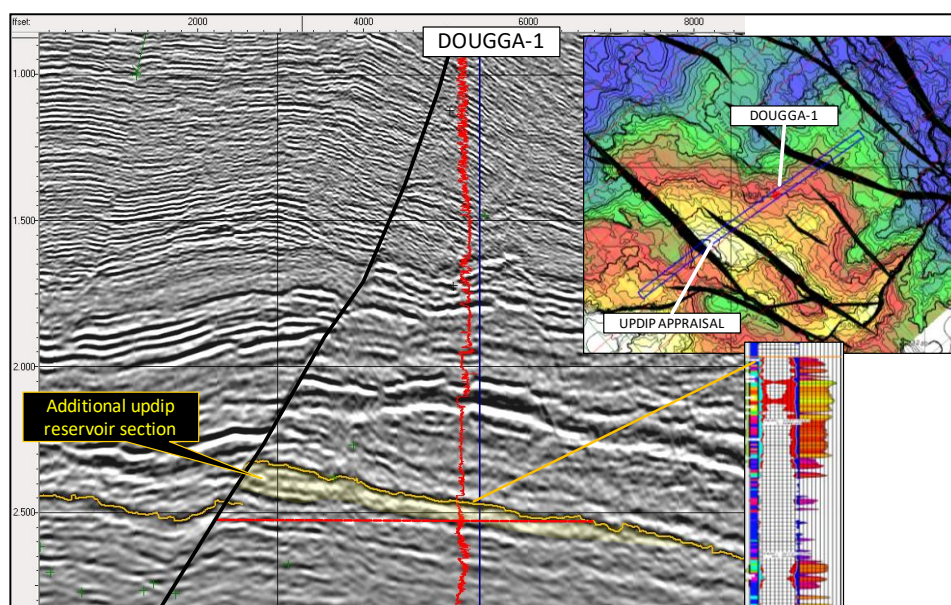 ffset:
2000
4000
6000
8000
DOUGGA-1
1.000
1.500
2.000
2.500
DOUGGA-1
UPDIP APPRAISAL
Additional updip
reservoir section